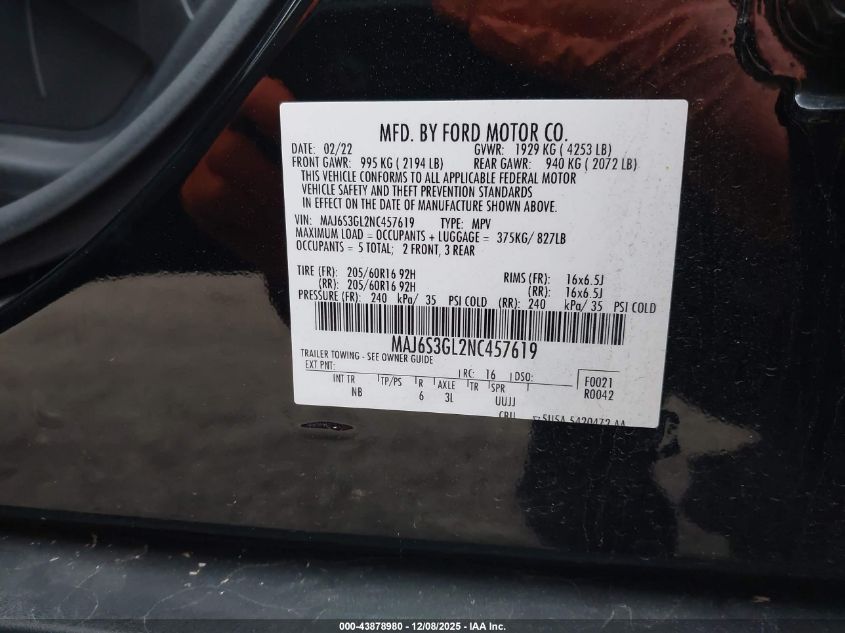 MFD. BY FORD MOTOR CO.
DATE: 02/22 GVWR: 1929 KG ( 4253 LB)
FRONT GAWR: 995 KG ( 2194 LB) REAR GAWR: 940 KG ( 2072 LB)
THIS VEHICLE CONFORMS TO ALL APPLICABLE FEDERAL MOTOR
VEHICLE SAFETY AND THEFT PREVENTION STANDARDS
IN EFFECT ON THE DATE OF MANUFACTURE SHOWN ABOVE.
VIN: MAJ6S3GL2NC457619 TYPE: MPV
MAXIMUM LOAD = OCCUPANTS + LUGGAGE = 375KG/ 827LB
OCCUPANTS = 5 TOTAL; 2 FRONT, 3 REAR
TIRE (FR): 205/60R16 92H RIMS (FR): 16x6.5J
(RR): 205/60R16 92H (RR): 16x6.5J
PRESSURE (FR): 240 kPa/ 35 PSI COLD (RR): 240 kPa/ 35 PSI COLD
MAJ6S3GL2NC457619
TRAILER TOWING - SEE OWNER GUIDE
EXT PNT: RC: 16 DSO: F0021
INT TR TP/PS R AXLE TR SPR R0042
NB 6 3L UUJJ
000-43878980 - 12/08/2025 - IAA Inc.